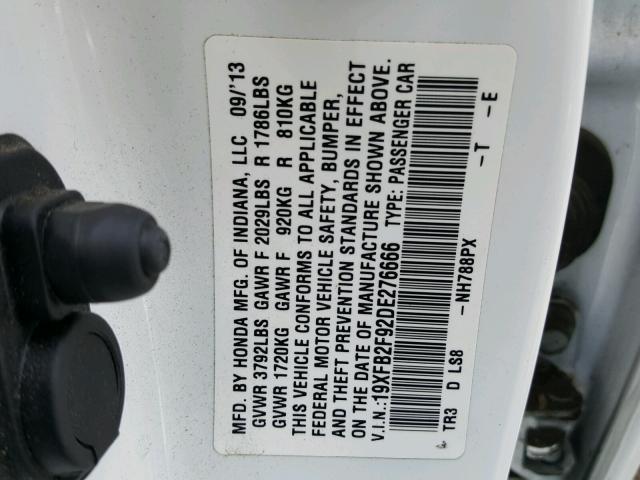 MFD. BY HONDA MFG. OF INDIANA, LLC 09/'13
GVWR 3792LBS GAWR F 2029LBS R 1786LBS
GVWR 1720KG GAWR F 920KG R 810KG
THIS VEHICLE CONFORMS TO ALL APPLICABLE
FEDERAL MOTOR VEHICLE SAFETY, BUMPER,
AND THEFT PREVENTION STANDARDS IN EFFECT
ON THE DATE OF MANUFACTURE SHOWN ABOVE.
V.I.N.:19XFB2F92DE276666 TYPE: PASSENGER CAR
TR3 D LS8 -NH788PX -T -E